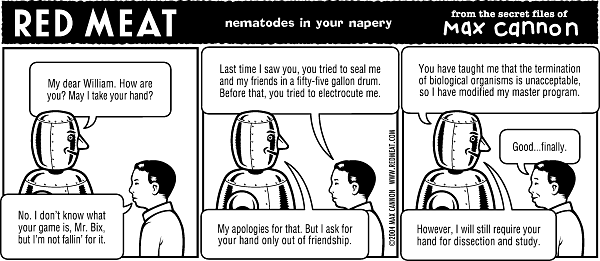 RED MEAT
nematodes in your napery
from the secret files of
Max Cannon
My dear William. How are
you? May I take your hand?
No. I don't know what
your game is, Mr. Bix,
but I'm not fallin' for it.
Last time I saw you, you tried to seal me
and my friends in a fifty-five gallon drum.
Before that, you tried to electrocute me.
My apologies for that. But I ask for
your hand only out of friendship.
©2004 MAX CANNON WWW.REDMEAT.COM
You have taught me that the termination
of biological organisms is unacceptable,
so I have modified my master program.
Good...finally.
However, I will still require your
hand for dissection and study.